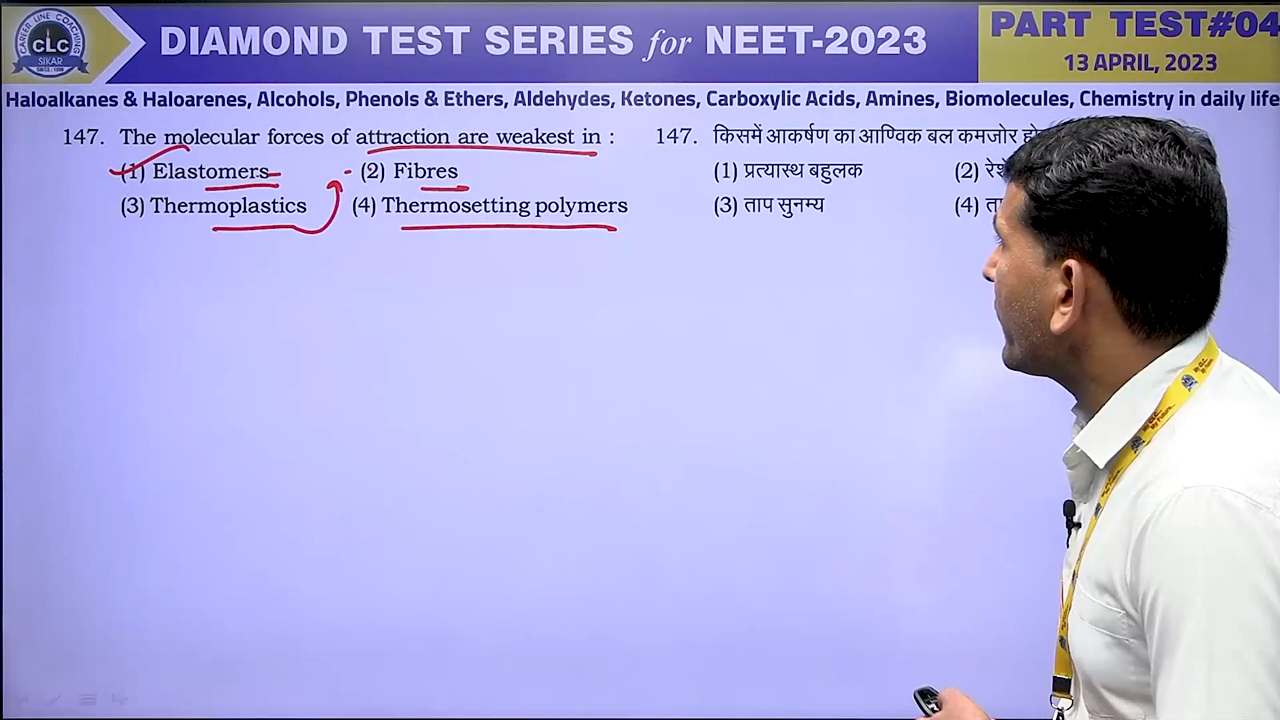 CAREER LINE COACHING
CLC
SIKAR
DIAMOND TEST SERIES for NEET-2023
PART TEST#04
13 APRIL, 2023
Haloalkanes & Haloarenes, Alcohols, Phenols & Ethers, Aldehydes, Ketones, Carboxylic Acids, Amines, Biomolecules, Chemistry in daily life
147. The molecular forces of attraction are weakest in :
(1) Elastomers (2) Fibres
(3) Thermoplastics (4) Thermosetting polymers
147. किसमें आकर्षण का आण्विक बल कमजोर
(1) प्रत्यास्थ बहुलक (2)
(3) ताप सुनम्य (4)